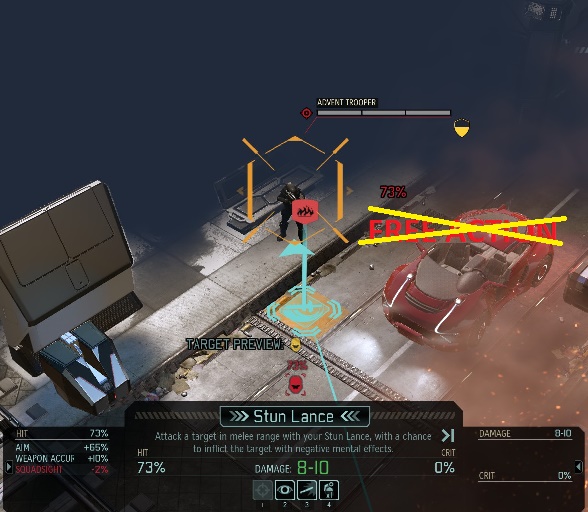 ADVENT TROOPER
73%
FREE ACTION
TARGET PREVIEW:
73%
Stun Lance
Attack a target in melee range with your Stun Lance, with a chance
to inflict the target with negative mental effects.
HIT 73%
AIM +65%
WEAPON ACCUR +10%
SQUADSIGHT -2%
HIT
73%
DAMAGE: 8-10
CRIT
0%
1 2 3 4
DAMAGE 8-10
CRIT 0%